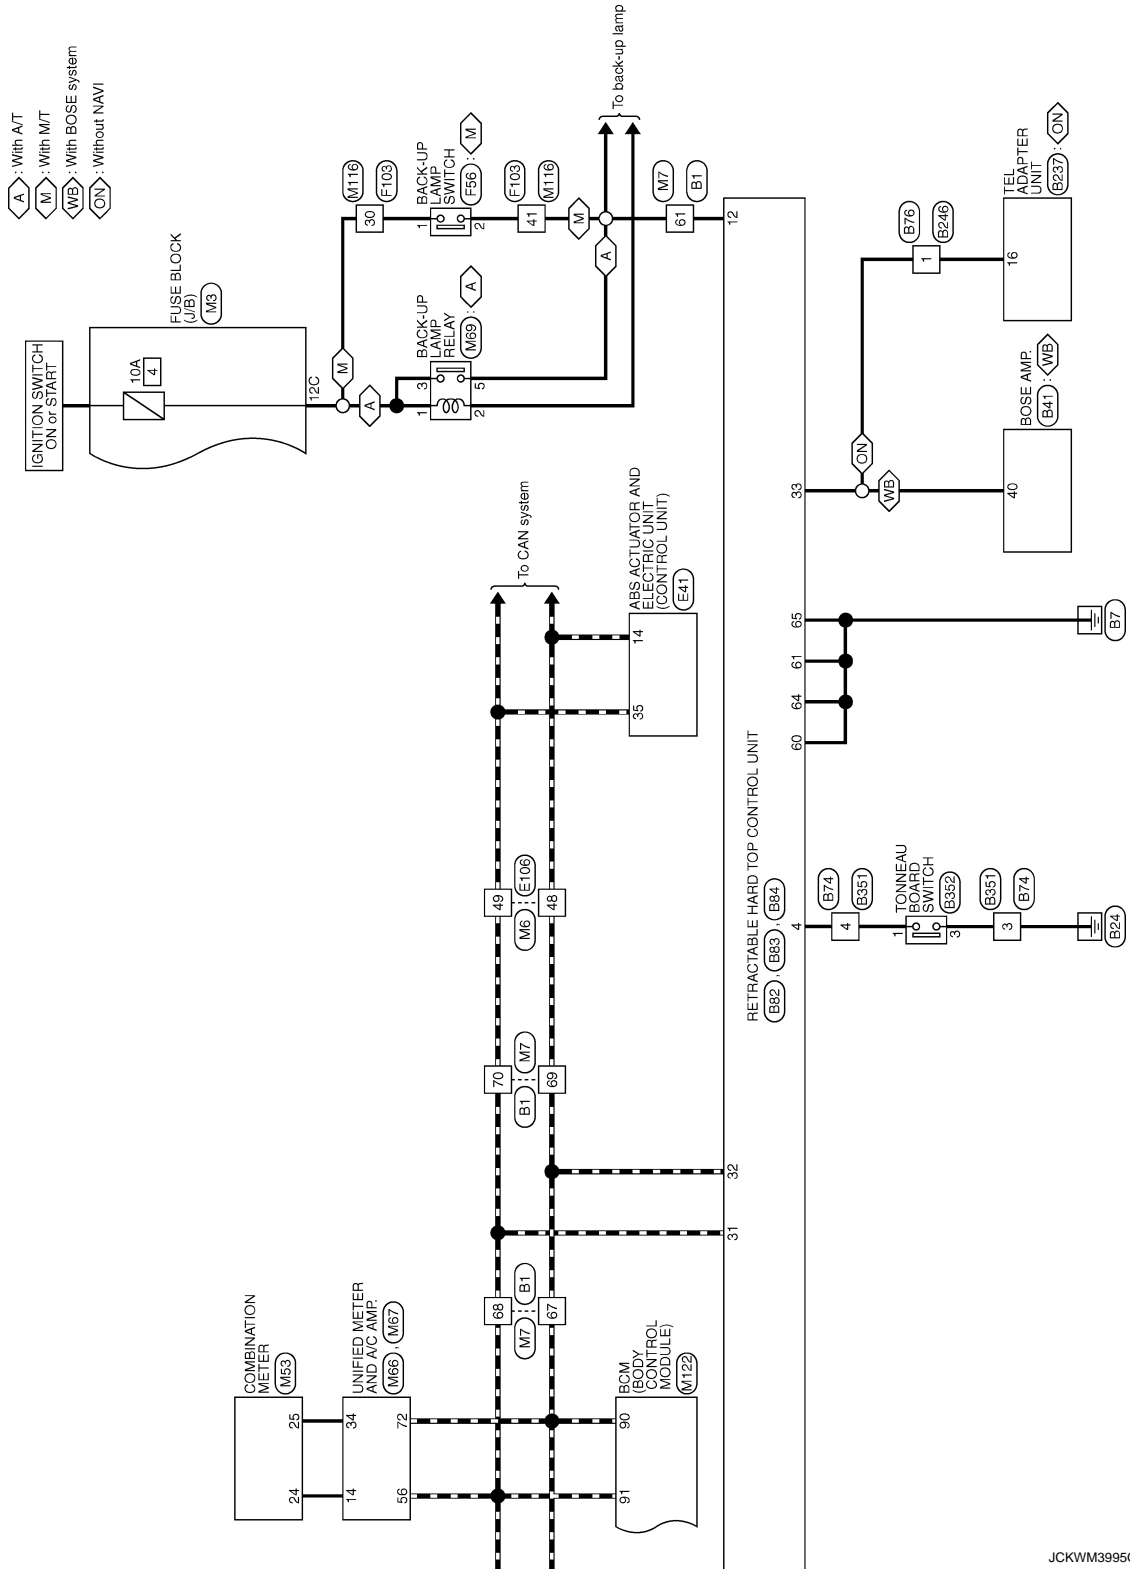 A : With A/T
M : With M/T
WB : With BOSE system
ON : Without NAVI
IGNITION SWITCH
ON or START
FUSE BLOCK
(J/B)
M3
10A
4
12C
M
A
M116
F103
30
1
BACK-UP
LAMP
SWITCH
F56 : M
2
F103
M116
41
M
A
BACK-UP
LAMP
RELAY
M69 : A
1
3
2
5
To back-up lamp
M7
B1
61
12
To CAN system
ABS ACTUATOR AND
ELECTRIC UNIT
(CONTROL UNIT)
E41
14
35
49
48
M6
E106
70
69
B1
M7
32
31
68
67
M7
B1
COMBINATION
METER
M53
24
25
UNIFIED METER
AND A/C AMP.
M66 , M67
14
34
56
72
BCM
(BODY
CONTROL
MODULE)
M122
91
90
RETRACTABLE HARD TOP CONTROL UNIT
B82 , B83 , B84
4
B74
B351
4
1
TONNEAU
BOARD
SWITCH
B352
3
B351
B74
3
B24
60
64
61
65
B7
33
ON
WB
BOSE AMP.
B41 : WB
40
B76
B246
1
TEL
ADAPTER
UNIT
B237 : ON
16